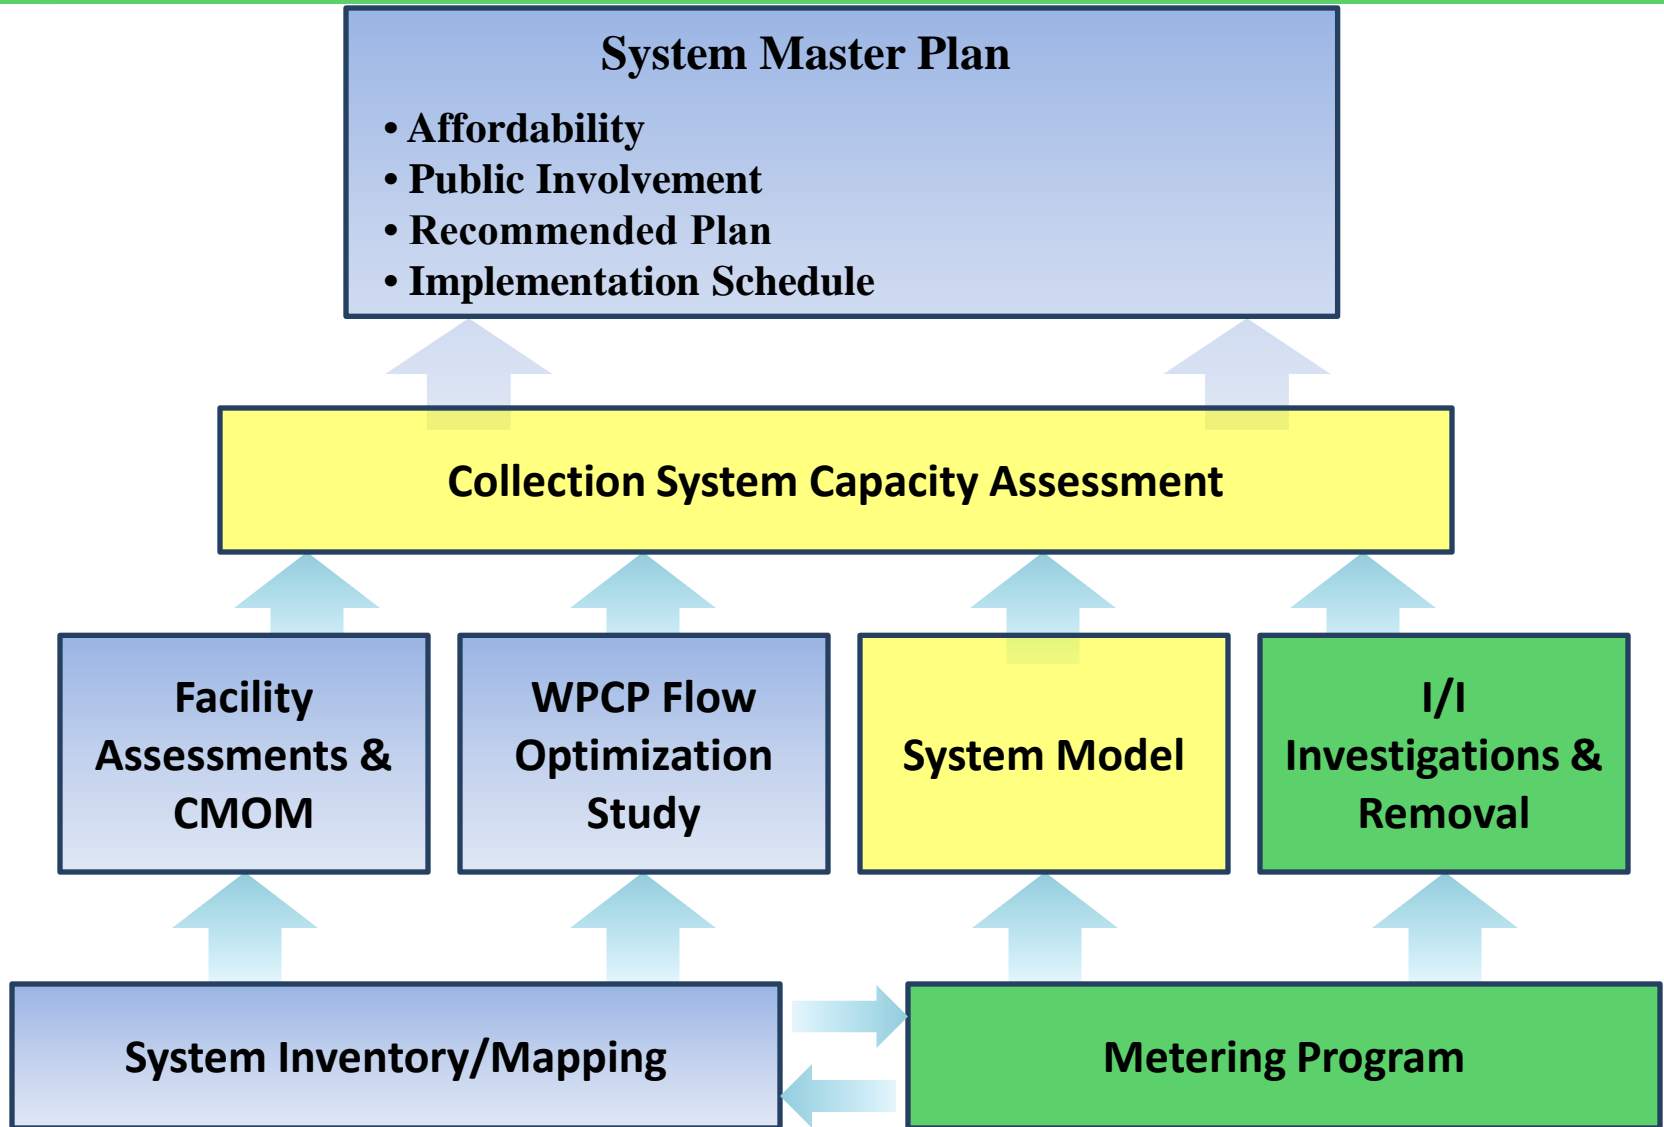 System Master Plan
• Affordability
• Public Involvement
• Recommended Plan
• Implementation Schedule
Collection System Capacity Assessment
Facility
Assessments &
CMOM
WPCP Flow
Optimization
Study
System Model
I/I
Investigations &
Removal
System Inventory/Mapping
Metering Program